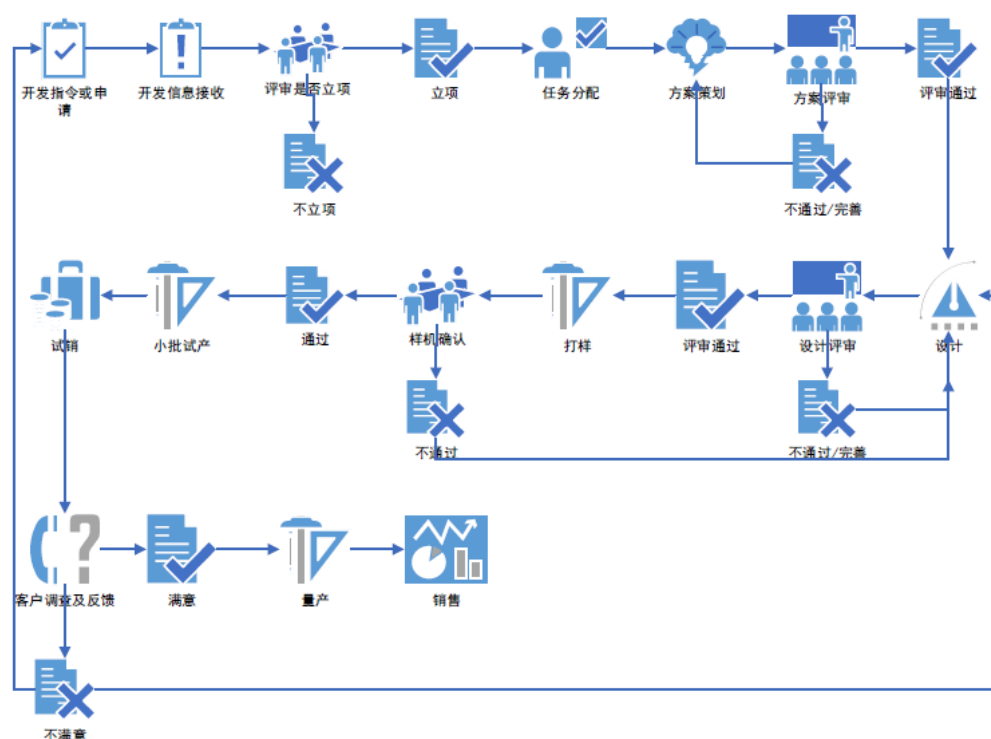 开发指令或申
请
开发信息接收
评审是否立项
立项
任务分配
方案策划
方案评审
评审通过
不立项
不通过/完善
试销
小批试产
通过
样机确认
打样
评审通过
设计评审
设计
不通过
不通过/完善
客户调查及反馈
满意
量产
销售
不满意